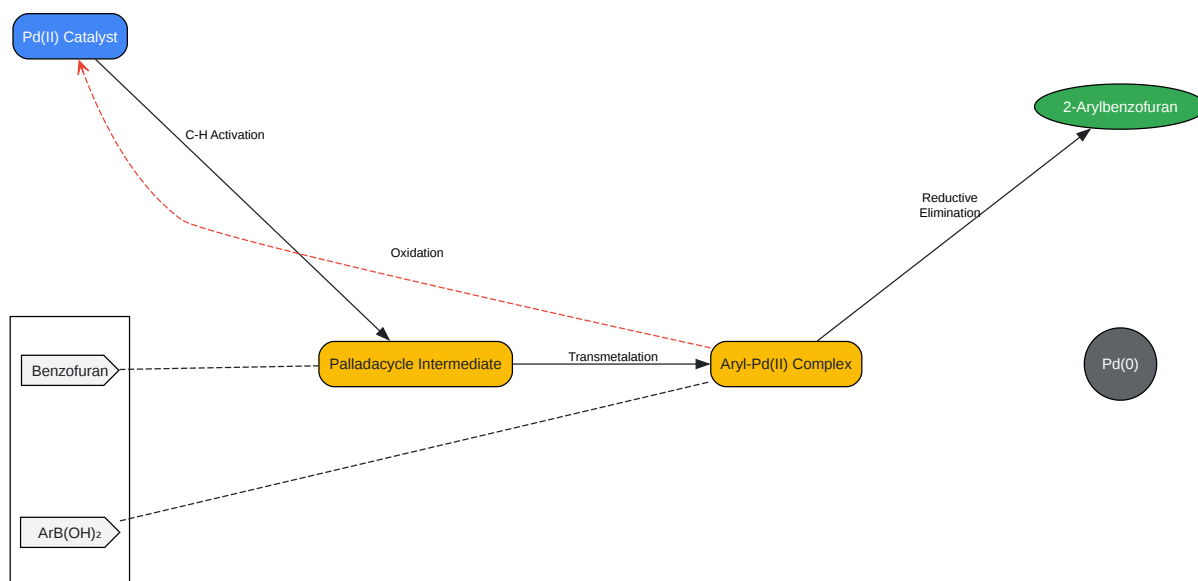 Pd(II) Catalyst
2-Arylbenzofuran
C-H Activation
Reductive
Elimination
Oxidation
Benzofuran
Palladacycle Intermediate
Transmetalation
Aryl-Pd(II) Complex
Pd(0)
ArB(OH)₂